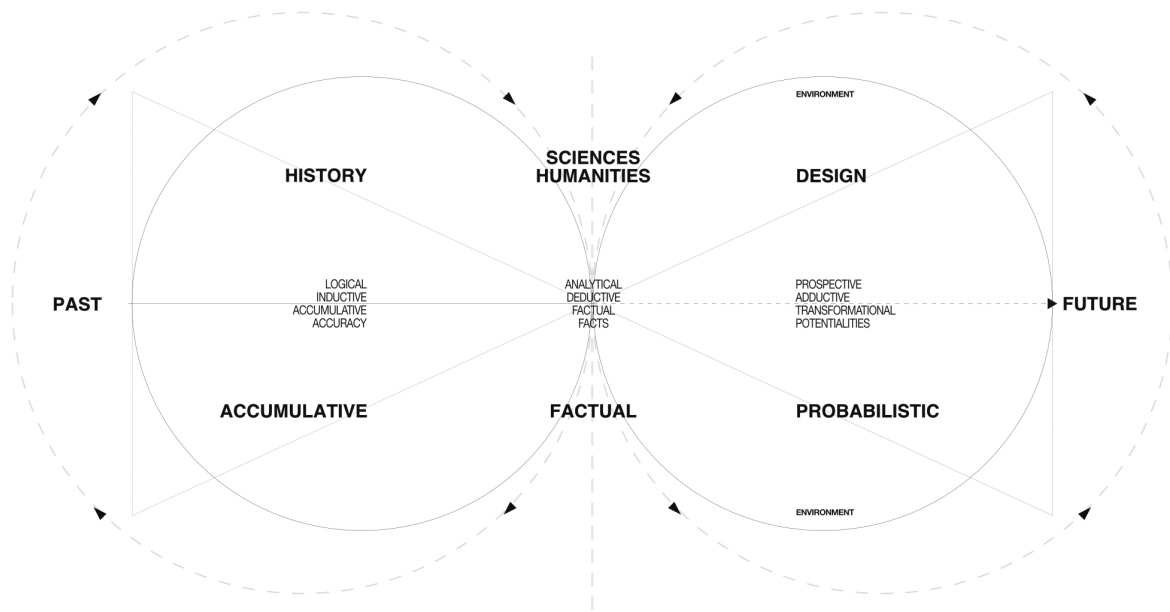 ENVIRONMENT
SCIENCES
HUMANITIES
HISTORY
DESIGN
LOGICAL
INDUCTIVE
ACCUMULATIVE
ACCURACY
ANALYTICAL
DEDUCTIVE
FACTUAL
FACTS
PROSPECTIVE
ADDUCTIVE
TRANSFORMATIONAL
POTENTIALITIES
PAST
FUTURE
ACCUMULATIVE
FACTUAL
PROBABILISTIC
ENVIRONMENT